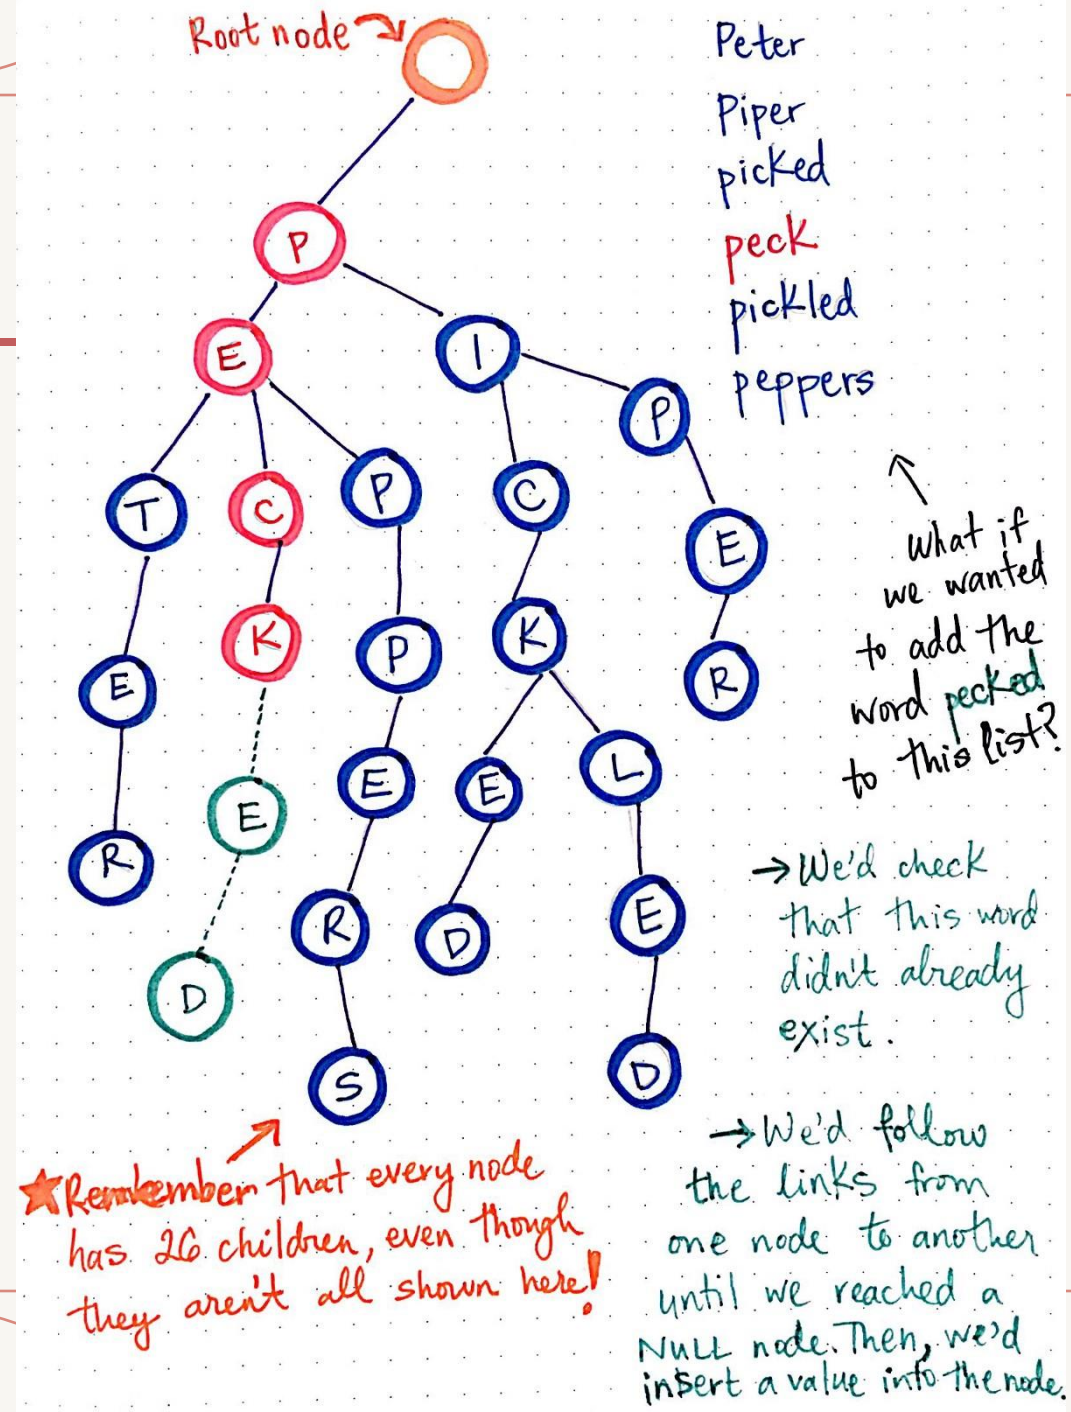 Root node
P
E
I
P
T
C
P
C
E
E
K
P
K
R
E
E
E
L
R
D
R
D
E
S
D
Peter
Piper
picked
peck
pickled
peppers
What if
we wanted
to add the
word pecked
to this list?
→ We'd check
that this word
didn't already
exist.
→ We'd follow
the links from
one node to another
until we reached a
NULL node. Then, we'd
insert a value into the node.
★ Remember that every node
has 26 children, even though
they aren't all shown here!